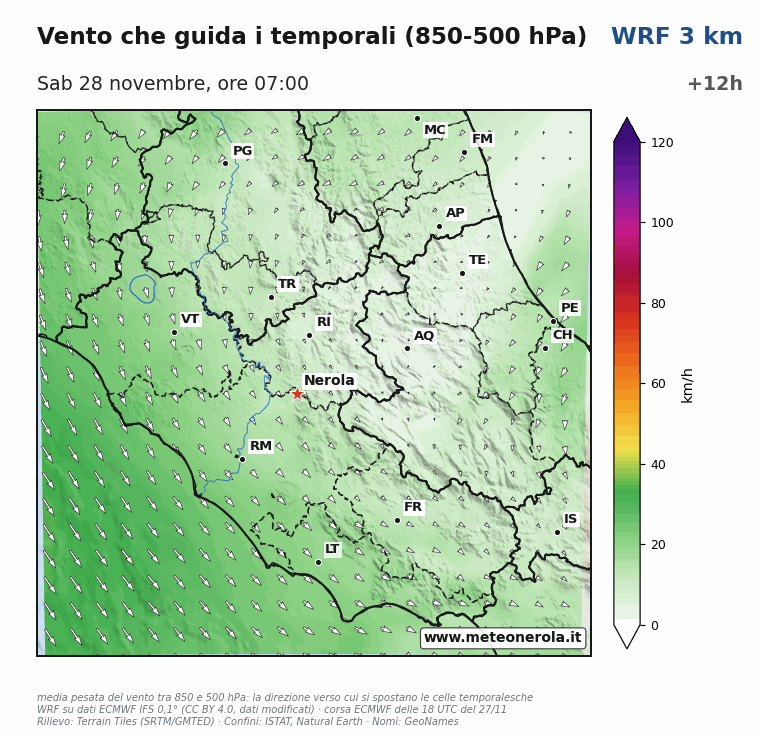 Vento che guida i temporali (850-500 hPa)
WRF 3 km
Sab 28 novembre, ore 07:00
+12h
MC
FM
PG
AP
TE
TR
PE
VT
RI
CH
AQ
Nerola
RM
FR
IS
LT
www.meteonerola.it
120
100
80
60
40
20
0
km/h
media pesata del vento tra 850 e 500 hPa: la direzione verso cui si spostano le celle temporalesche
WRF su dati ECMWF IFS 0,1° (CC BY 4.0, dati modificati) · corsa ECMWF delle 18 UTC del 27/11
Rilievo: Terrain Tiles (SRTM/GMTED) · Confini: ISTAT, Natural Earth · Nomi: GeoNames